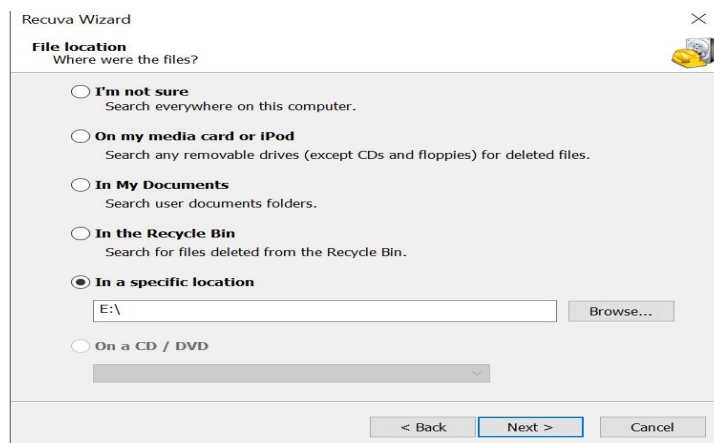 Recuva Wizard
File location
Where were the files?
I'm not sure
Search everywhere on this computer.
On my media card or iPod
Search any removable drives (except CDs and floppies) for deleted files.
In My Documents
Search user documents folders.
In the Recycle Bin
Search for files deleted from the Recycle Bin.
In a specific location
E:\
Browse...
On a CD / DVD
< Back Next > Cancel